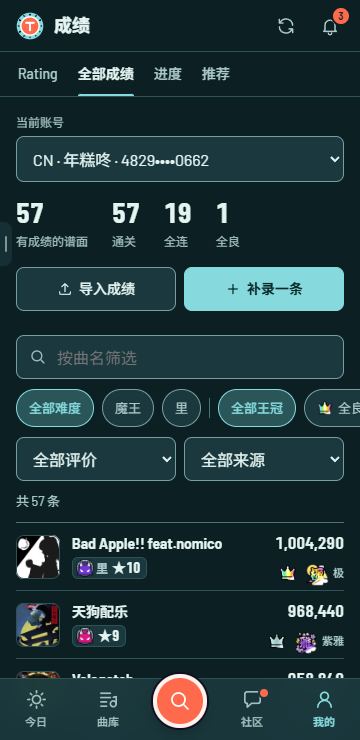 成绩
3
Rating 全部成绩 进度 推荐
当前账号
CN · 年糕咚 · 4829••••0662
57 57 19 1
有成绩的谱面 通关 全连 全良
导入成绩 补录一条
按曲名筛选
全部难度 魔王 里 全部王冠 全良
全部评价 全部来源
共 57 条
Bad Apple!! feat.nomico 1,004,290
里 ★10 极
天狗配乐 968,440
★9 紫雅
今日 曲库 社区 我的